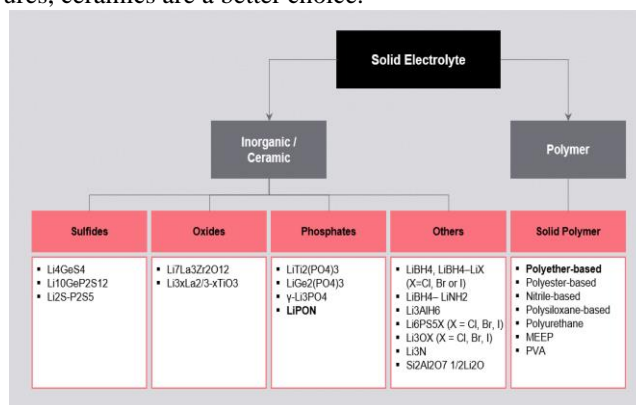 ures, ceramics are a better choice.
Solid Electrolyte
Inorganic /
Ceramic
Polymer
Sulfides
▪ Li4GeS4
▪ Li10GeP2S12
▪ Li2S-P2S5
Oxides
▪ Li7La3Zr2O12
▪ Li3xLa2/3-xTiO3
Phosphates
▪ LiTi2(PO4)3
▪ LiGe2(PO4)3
▪ γ-Li3PO4
▪ LiPON
Others
▪ LiBH4, LiBH4–LiX
(X=Cl, Br or I)
▪ LiBH4– LiNH2
▪ Li3AlH6
▪ Li6PS5X (X = Cl, Br, I)
▪ Li3OX (X = Cl, Br, I)
▪ Li3N
▪ Si2Al2O7 1/2Li2O
Solid Polymer
▪ Polyether-based
▪ Polyester-based
▪ Nitrile-based
▪ Polysiloxane-based
▪ Polyurethane
▪ MEEP
▪ PVA